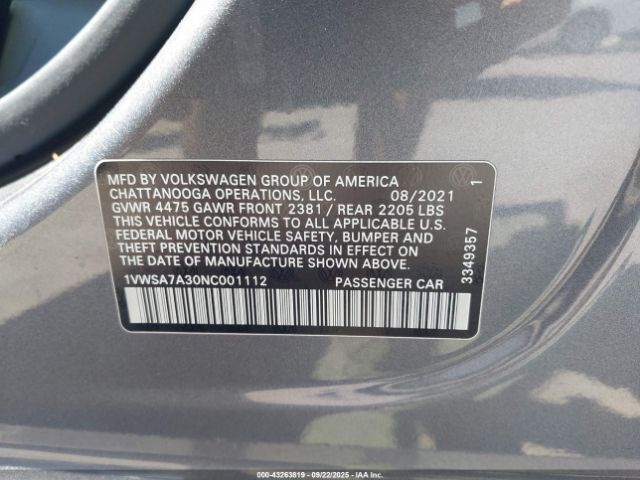 MFD BY VOLKSWAGEN GROUP OF AMERICA
CHATTANOOGA OPERATIONS, LLC. 08/2021
GVWR 4475 GAWR FRONT 2381 / REAR 2205 LBS
THIS VEHICLE CONFORMS TO ALL APPLICABLE U.S.
FEDERAL MOTOR VEHICLE SAFETY, BUMPER AND
THEFT PREVENTION STANDARDS IN EFFECT ON
THE DATE OF MANUFACTURE SHOWN ABOVE.
1VWSA7A30NC001112 PASSENGER CAR
3349357 1
000-43263819 - 09/22/2025 - IAA Inc.